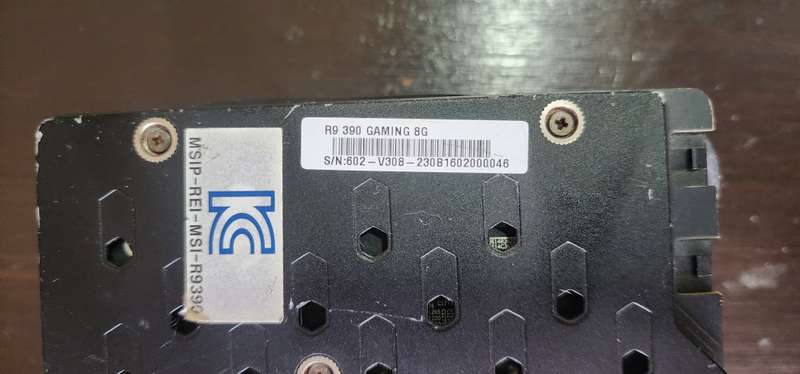 R9 390 GAMING 8G
S/N:602-V308-230B1602000046
MSIP-REI-MSI-R9390